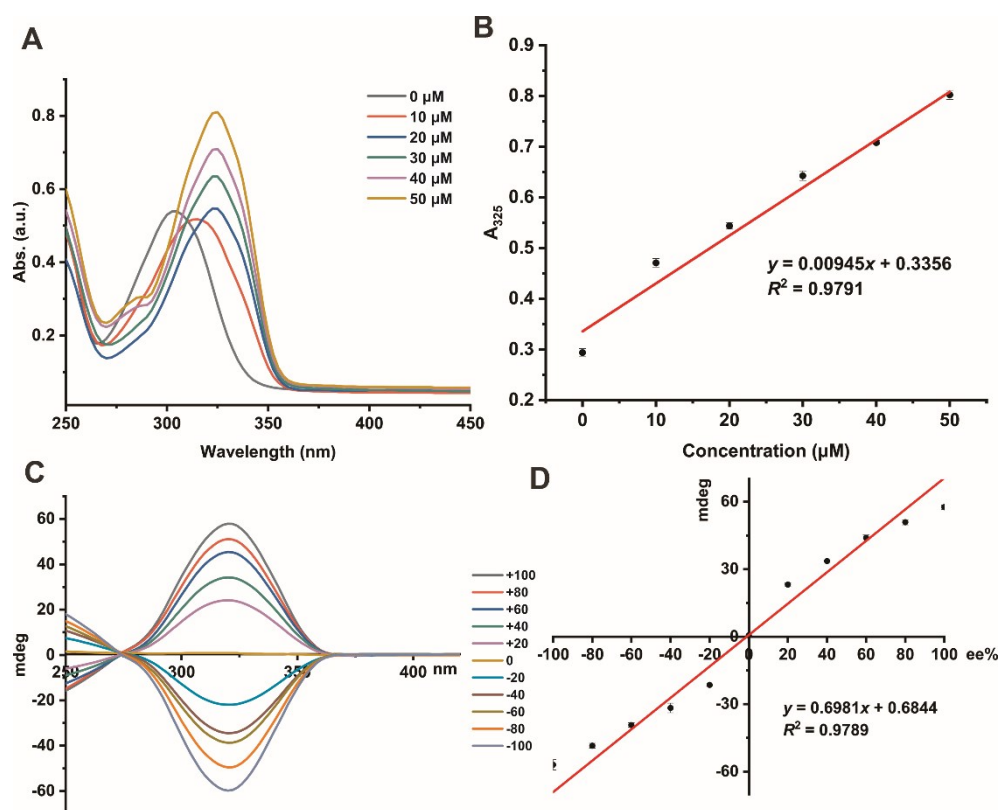 A
Abs. (a.u.)
0.8
0.6
0.4
0.2
250
300
350
400
450
Wavelength (nm)
0 μM
10 μM
20 μM
30 μM
40 μM
50 μM
B
A325
0.9
0.8
0.7
0.6
0.5
0.4
0.3
0.2
0
10
20
30
40
50
Concentration (μM)
y = 0.00945x + 0.3356
R² = 0.9791
C
mdeg
60
40
20
0
-20
-40
-60
250
300
350
400
nm
+100
+80
+60
+40
+20
0
-20
-40
-60
-80
-100
D
mdeg
60
30
0
-30
-60
-100
-80
-60
-40
-20
0
20
40
60
80
100
ee%
y = 0.6981x + 0.6844
R² = 0.9789